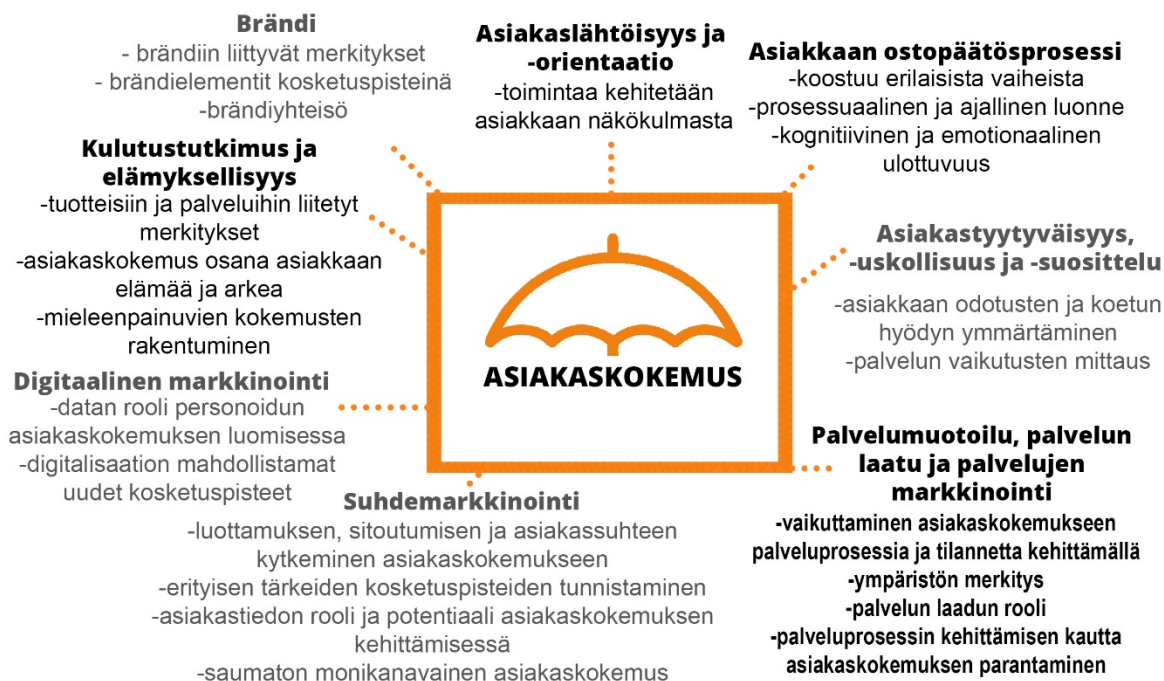 Brändi
- brändiin liittyvät merkitykset
- brändielementit kosketuspisteinä
-brändiyhteisö
Asiakaslähtöisyys ja
-orientaatio
-toimintaa kehitetään
asiakkaan näkökulmasta
Asiakkaan ostopäätösprosessi
-koostuu erilaisista vaiheista
-prosessuaalinen ja ajallinen luonne
-kognitiivinen ja emotionaalinen
ulottuvuus
Kulutustutkimus ja
elämyksellisyys
-tuotteisiin ja palveluihin liitetyt
merkitykset
-asiakaskokemus osana asiakkaan
elämää ja arkea
-mieleenpainuvien kokemusten
rakentuminen
ASIAKASKOKEMUS
Asiakastyytyväisyys,
-uskollisuus ja -suosittelu
-asiakkaan odotusten ja koetun
hyödyn ymmärtäminen
-palvelun vaikutusten mittaus
Digitaalinen markkinointi
-datan rooli personoidun
asiakaskokemuksen luomisessa
-digitalisaation mahdollistamat
uudet kosketuspisteet
Suhdemarkkinointi
-luottamuksen, sitoutumisen ja asiakassuhteen
kytkeminen asiakaskokemukseen
-erityisen tärkeiden kosketuspisteiden tunnistaminen
-asiakastiedon rooli ja potentiaali asiakaskokemuksen
kehittämisessä
-saumaton monikanavainen asiakaskokemus
Palvelumuotoilu, palvelun
laatu ja palvelujen
markkinointi
-vaikuttaminen asiakaskokemukseen
palveluprosessia ja tilannetta kehittämällä
-ympäristön merkitys
-palvelun laadun rooli
-palveluprosessin kehittämisen kautta
asiakaskokemuksen parantaminen